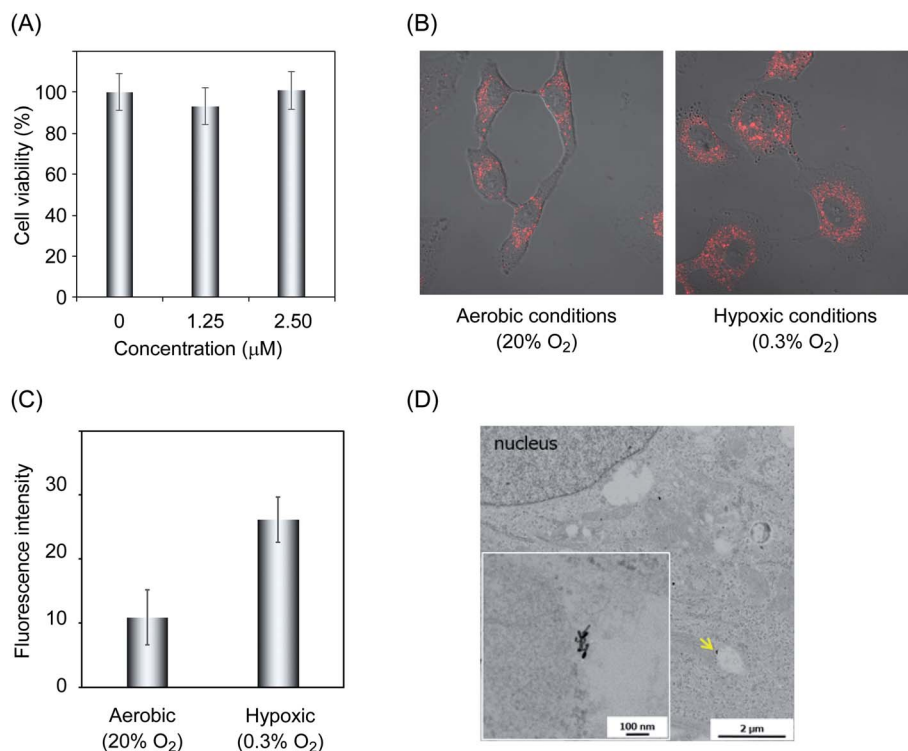 (A)
Cell viability (%)
100
80
60
40
20
0
0 1.25 2.50
Concentration (μM)
(B)
Aerobic conditions
(20% O₂)
Hypoxic conditions
(0.3% O₂)
(C)
Fluorescence intensity
30
20
10
0
Aerobic
(20% O₂)
Hypoxic
(0.3% O₂)
(D)
nucleus
100 nm
2 μm